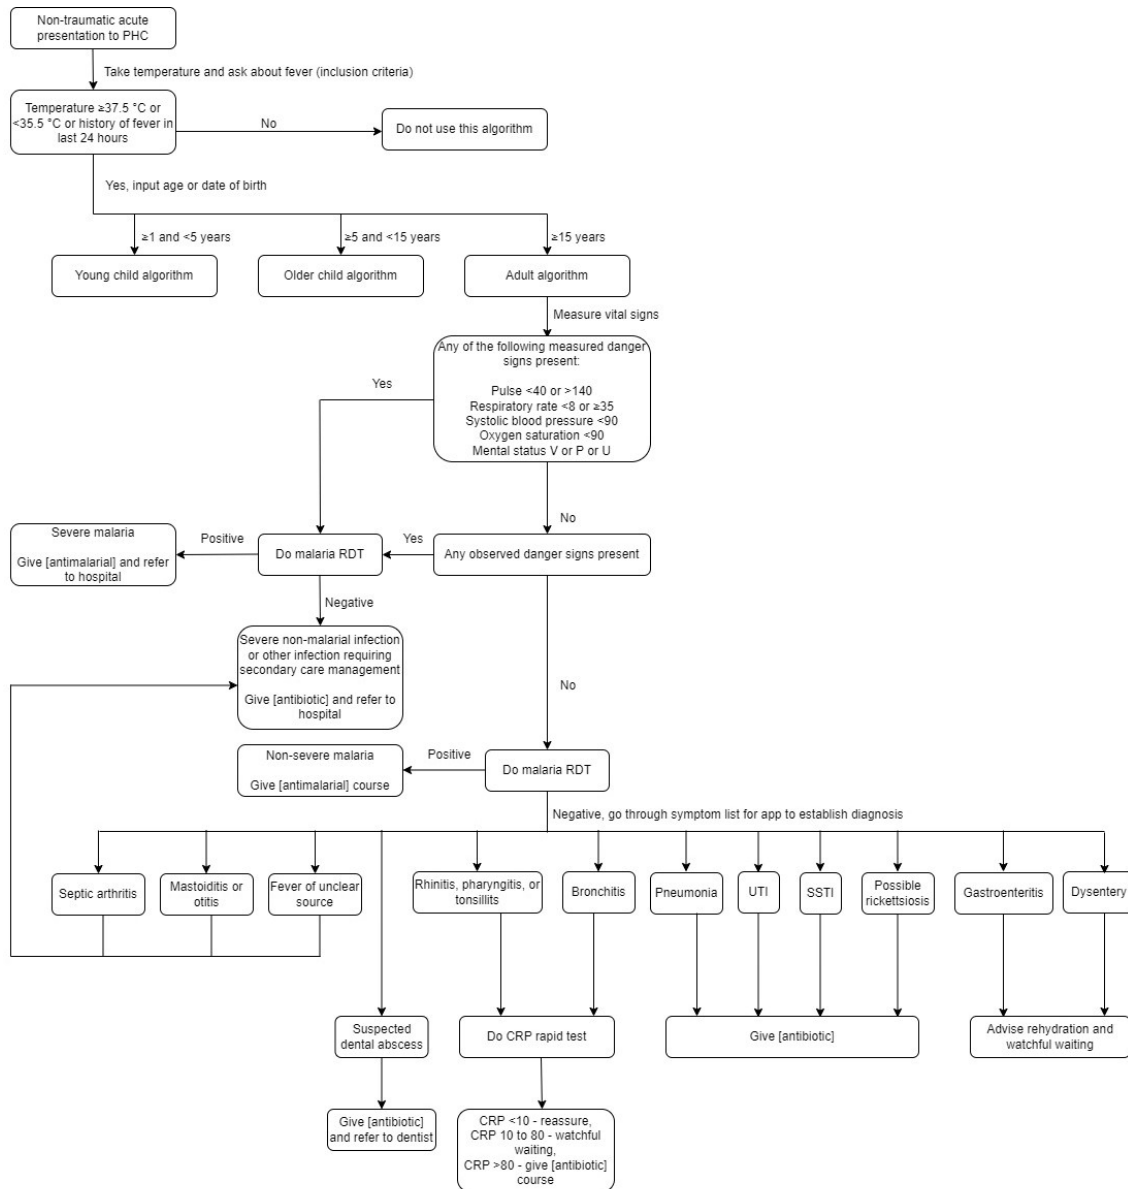 Non-traumatic acute
presentation to PHC
Take temperature and ask about fever (inclusion criteria)
Temperature ≥37.5 °C or
<35.5 °C or history of fever in
last 24 hours
No
Do not use this algorithm
Yes, input age or date of birth
≥1 and <5 years
≥5 and <15 years
≥15 years
Young child algorithm
Older child algorithm
Adult algorithm
Measure vital signs
Any of the following measured danger
signs present:
Pulse <40 or >140
Respiratory rate <8 or ≥35
Systolic blood pressure <90
Oxygen saturation <90
Mental status V or P or U
Yes
No
Severe malaria
Give [antimalarial] and refer
to hospital
Positive
Do malaria RDT
Yes
Any observed danger signs present
Negative
Severe non-malarial infection
or other infection requiring
secondary care management
Give [antibiotic] and refer to
hospital
No
Non-severe malaria
Give [antimalarial] course
Positive
Do malaria RDT
Negative, go through symptom list for app to establish diagnosis
Septic arthritis
Mastoiditis or
otitis
Fever of unclear
source
Rhinitis, pharyngitis, or
tonsillits
Bronchitis
Pneumonia
UTI
SSTI
Possible
rickettsiosis
Gastroenteritis
Dysentery
Suspected
dental abscess
Do CRP rapid test
Give [antibiotic]
Advise rehydration and
watchful waiting
Give [antibiotic]
and refer to dentist
CRP <10 - reassure,
CRP 10 to 80 - watchful
waiting,
CRP >80 - give [antibiotic]
course